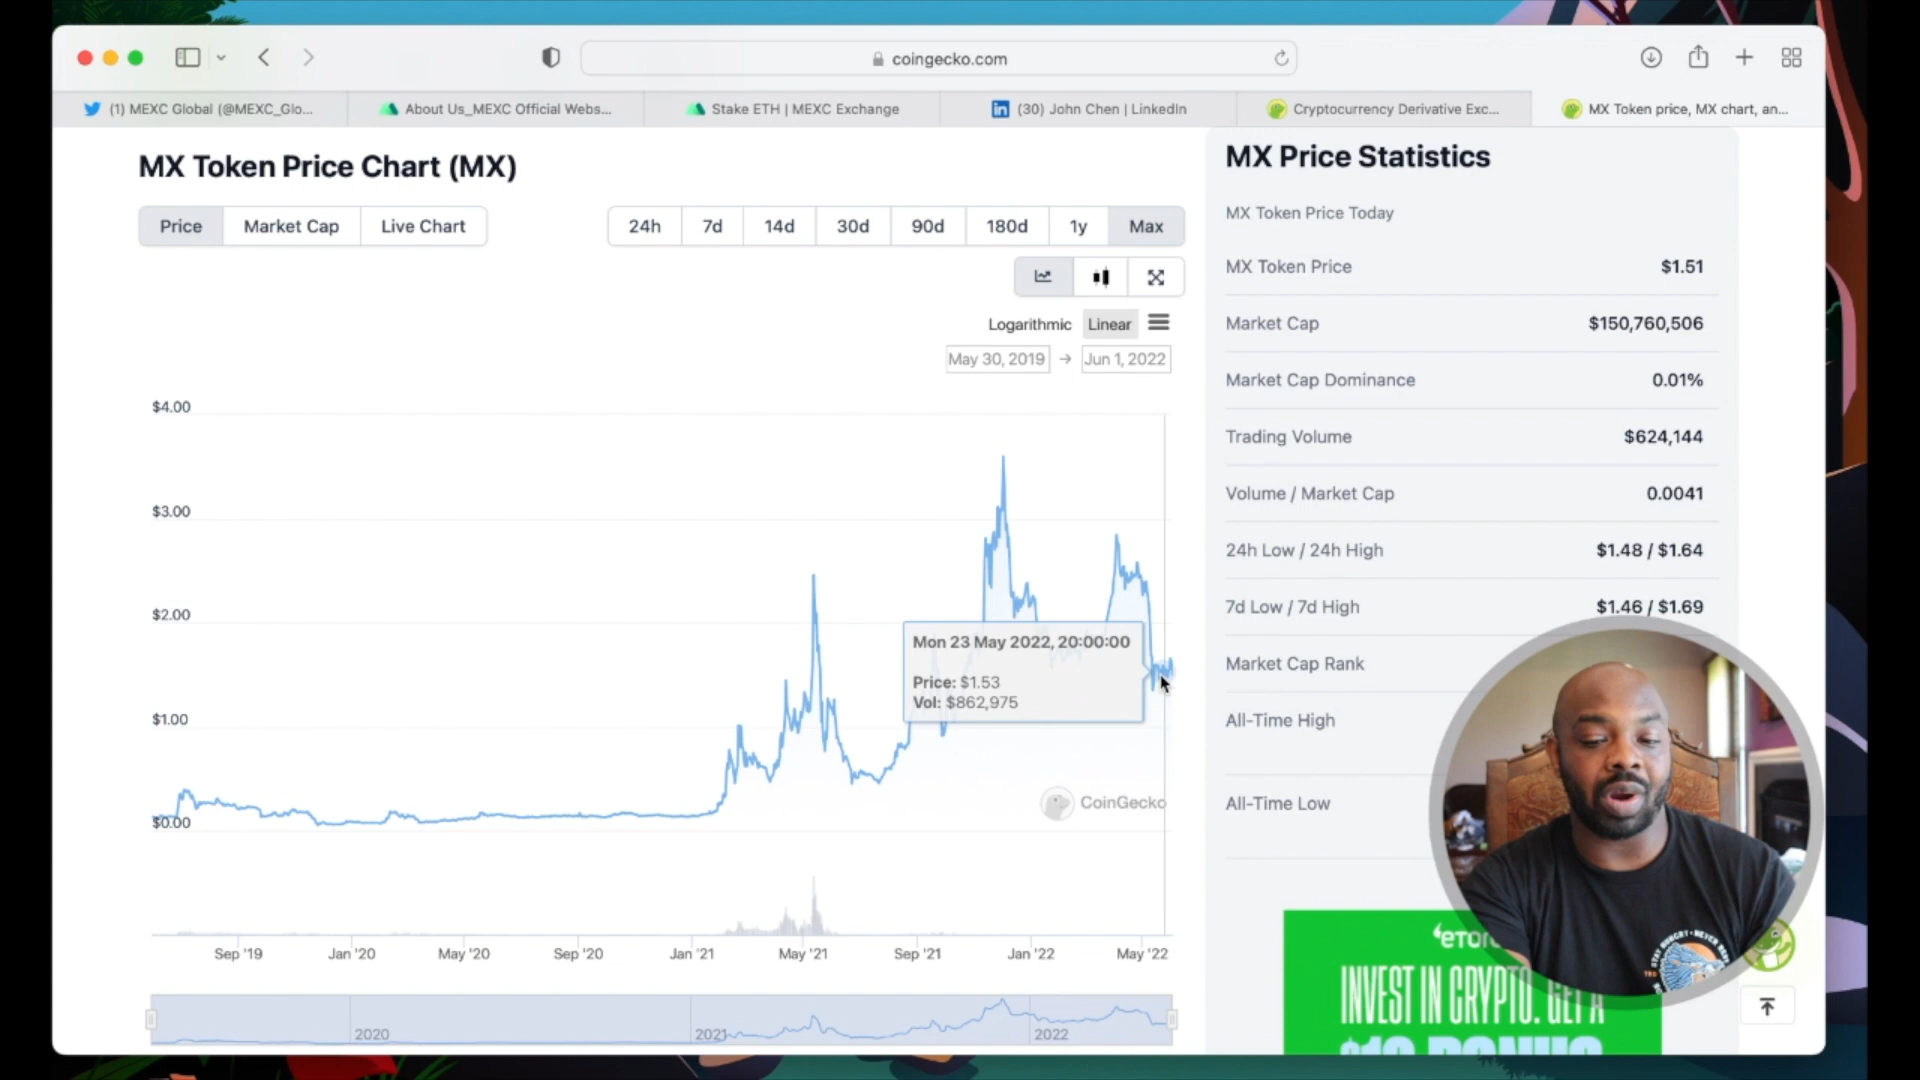 coingecko.com
(1) MEXC Global (@MEXC_Glo...
About Us_MEXC Official Webs...
Stake ETH | MEXC Exchange
(30) John Chen | LinkedIn
Cryptocurrency Derivative Exc...
MX Token price, MX chart, an...
MX Token Price Chart (MX)
Price Market Cap Live Chart
24h 7d 14d 30d 90d 180d 1y Max
Logarithmic Linear
May 30, 2019 → Jun 1, 2022
$4.00
$3.00
$2.00
$1.00
$0.00
Mon 23 May 2022, 20:00:00
Price: $1.53
Vol: $862,975
CoinGecko
Sep '19 Jan '20 May '20 Sep '20 Jan '21 May '21 Sep '21 Jan '22 May '22
2020 2021 2022
MX Price Statistics
MX Token Price Today
MX Token Price $1.51
Market Cap $150,760,506
Market Cap Dominance 0.01%
Trading Volume $624,144
Volume / Market Cap 0.0041
24h Low / 24h High $1.48 / $1.64
7d Low / 7d High $1.46 / $1.69
Market Cap Rank
All-Time High
All-Time Low
INVEST IN CRYPTO. GET A
$10 BONUS